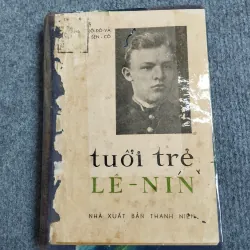 tuổi trẻ
LÊ-NIN
NHÀ XUẤT BẢN THANH NIÊN